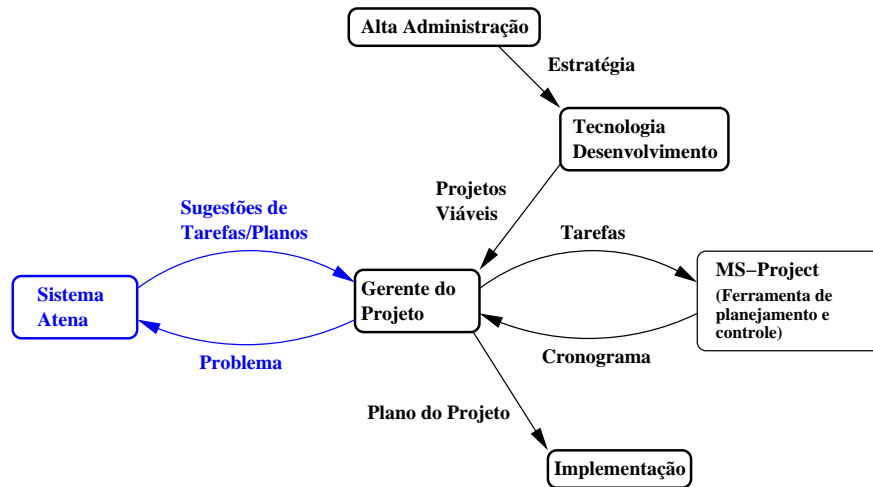 Alta Administração
Estratégia
Tecnologia
Desenvolvimento
Projetos
Viáveis
Sugestões de
Tarefas/Planos
Tarefas
Sistema
Atena
Gerente do
Projeto
MS−Project
(Ferramenta de
planejamento e
controle)
Problema
Cronograma
Plano do Projeto
Implementação